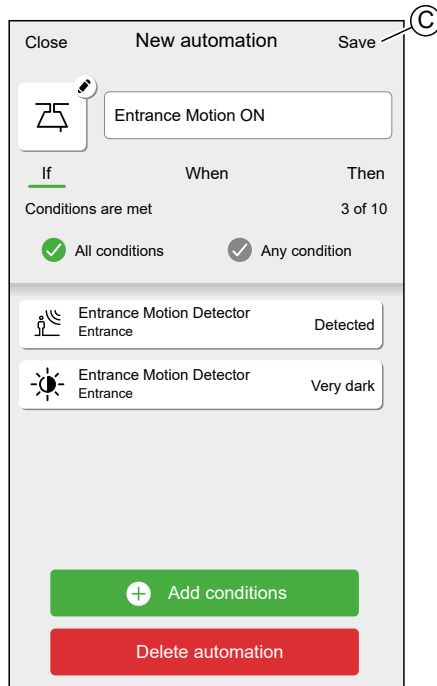 Close New automation Save
C
Entrance Motion ON
If When Then
Conditions are met 3 of 10
All conditions Any condition
Entrance Motion Detector
Entrance
Detected
Entrance Motion Detector
Entrance
Very dark
Add conditions
Delete automation